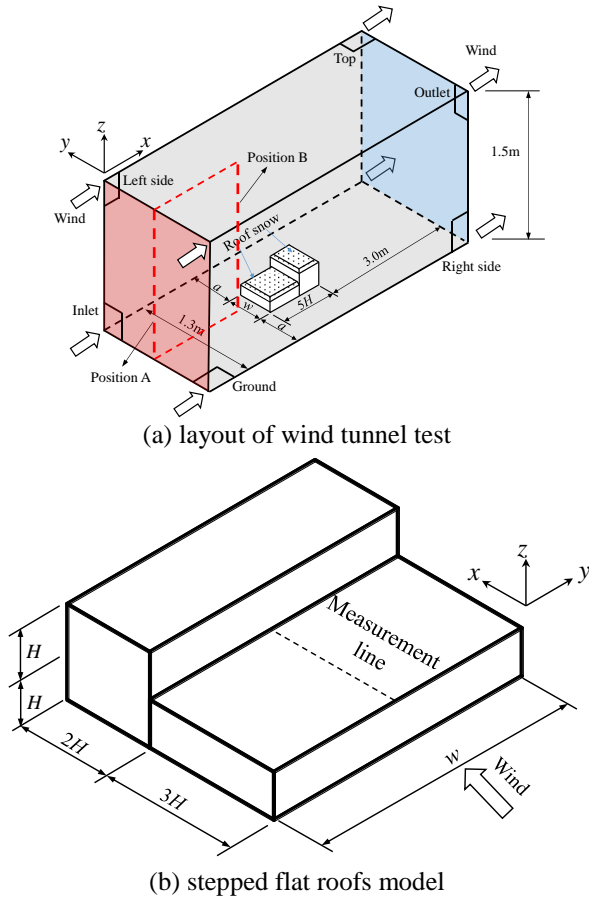 Top
Wind
Outlet
z
y
x
Position B
Left side
1.5m
Wind
Roof snow
3.0m
Right side
a
w
a
5H
Inlet
1.3m
Position A
Ground
(a) layout of wind tunnel test
z
x
y
Measurement
line
H
H
2H
3H
w
Wind
(b) stepped flat roofs model